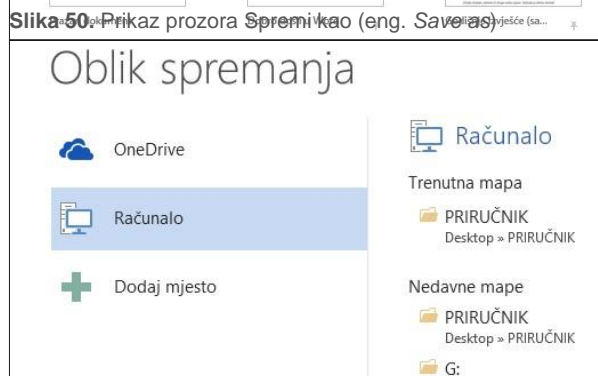 Slika 50. Prikaz prozora Spremi kao (eng. Save as)
Oblik spremanja
OneDrive
Računalo
Dodaj mjesto
Računalo
Trenutna mapa
PRIRUČNIK
Desktop » PRIRUČNIK
Nedavne mape
PRIRUČNIK
Desktop » PRIRUČNIK
G: